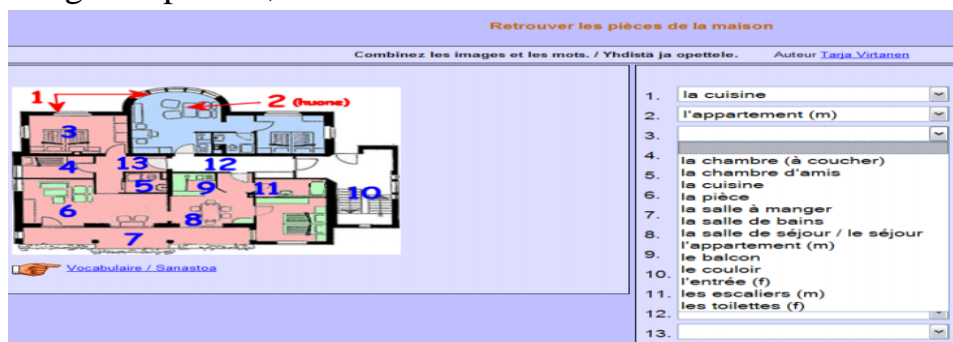 Retrouver les pièces de la maison
Combinez les images et les mots. / Yhdistä ja opettele. Auteur Tarja Virtanen
1
2 (huone)
3
4
13
12
5
9
11
10
6
8
7
Vocabulaire / Sanastoa
1. la cuisine
2. l'appartement (m)
3.
4.
la chambre (à coucher)
5.
la chambre d'amis
la cuisine
6.
la pièce
7.
la salle à manger
la salle de bains
8.
la salle de séjour / le séjour
l'appartement (m)
9.
le balcon
10.
le couloir
l'entrée (f)
11.
les escaliers (m)
les toilettes (f)
12.
13.